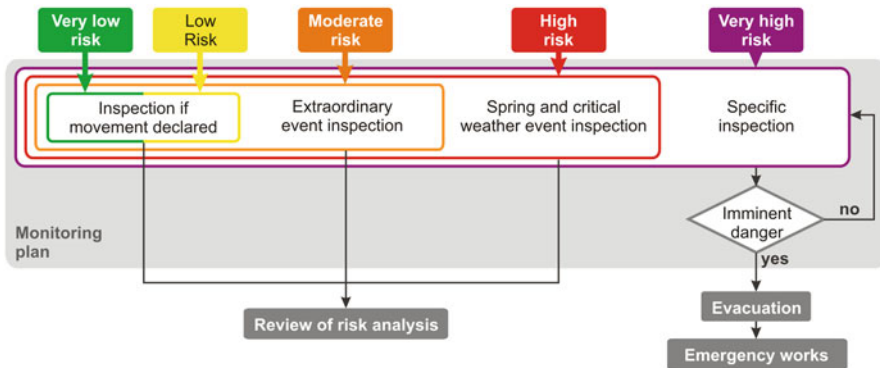 Very low
risk
Low
Risk
Moderate
risk
High
risk
Very high
risk
Inspection if
movement declared
Extraordinary
event inspection
Spring and critical
weather event inspection
Specific
inspection
Imminent
danger
no
yes
Monitoring
plan
Review of risk analysis
Evacuation
Emergency works